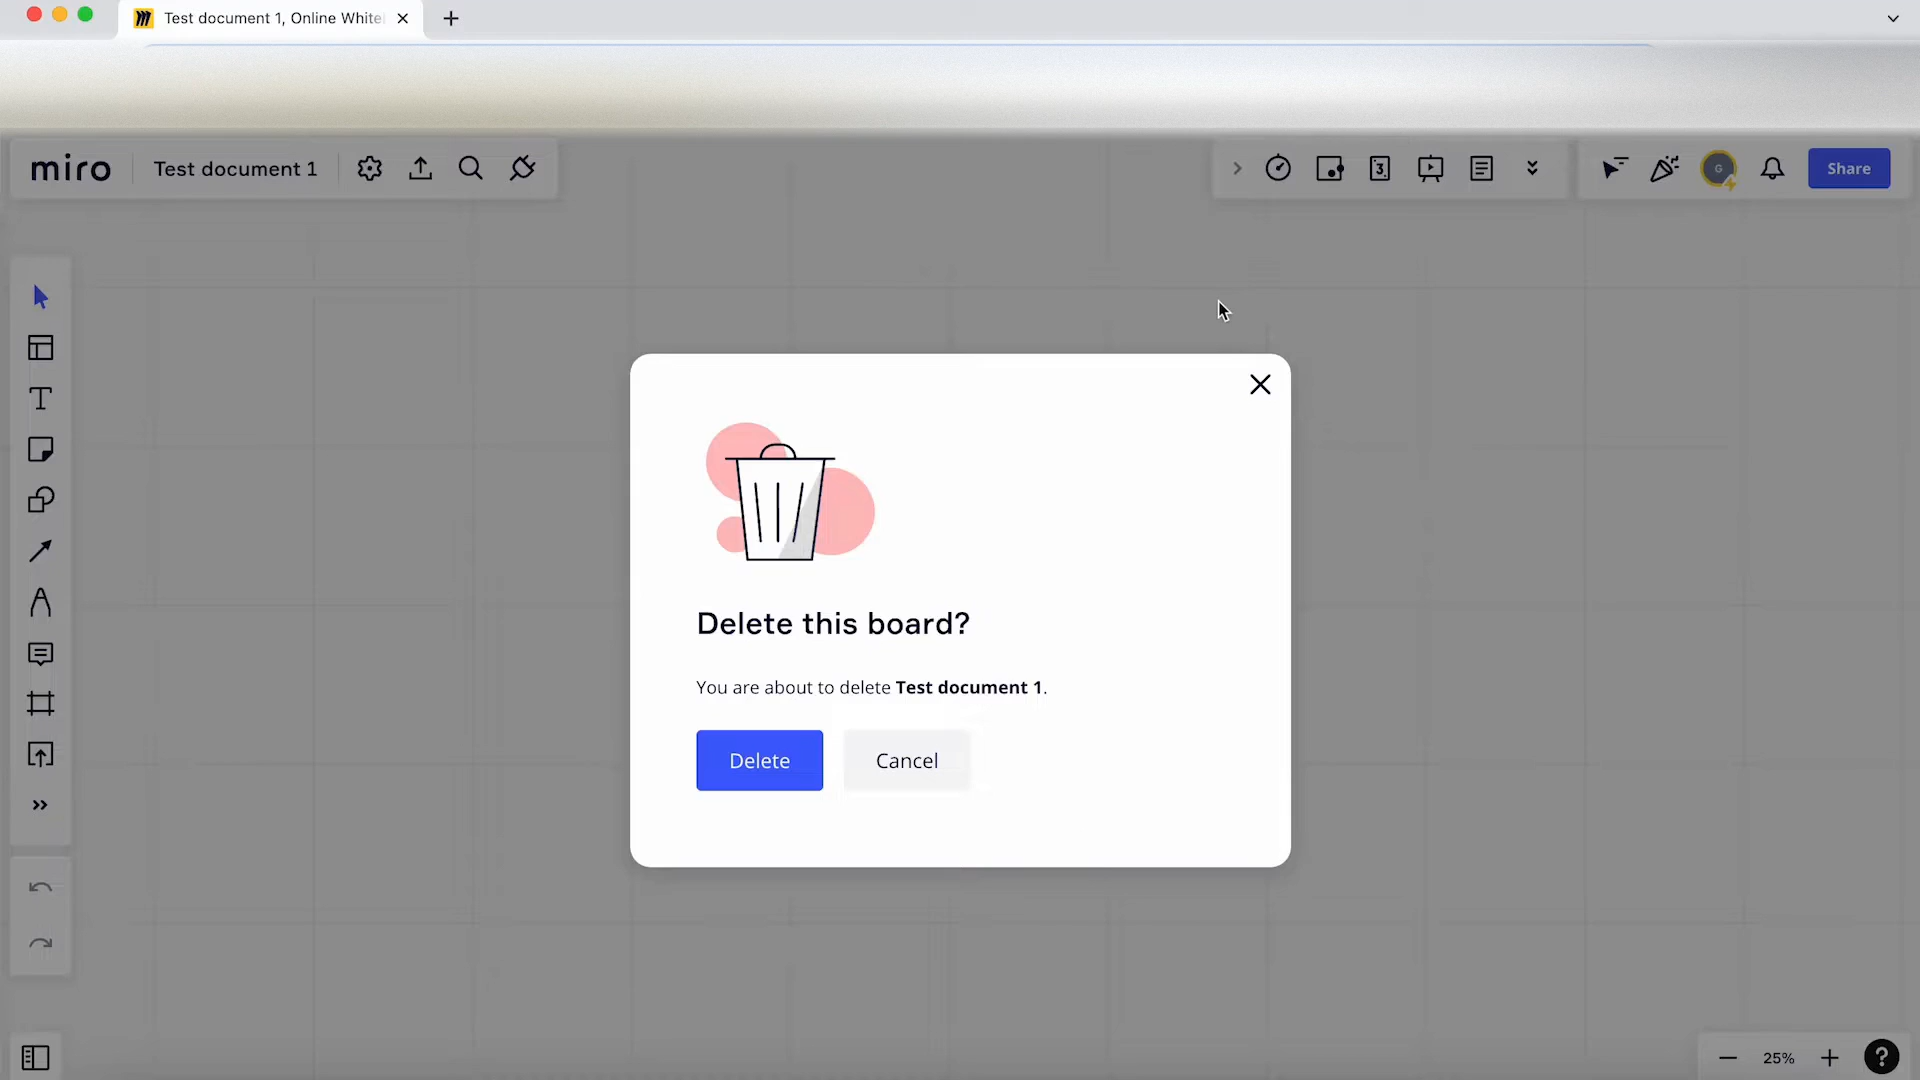 Test document 1, Online White
miro
Test document 1
3
G
Share
Delete this board?
You are about to delete Test document 1.
Delete
Cancel
25%
?